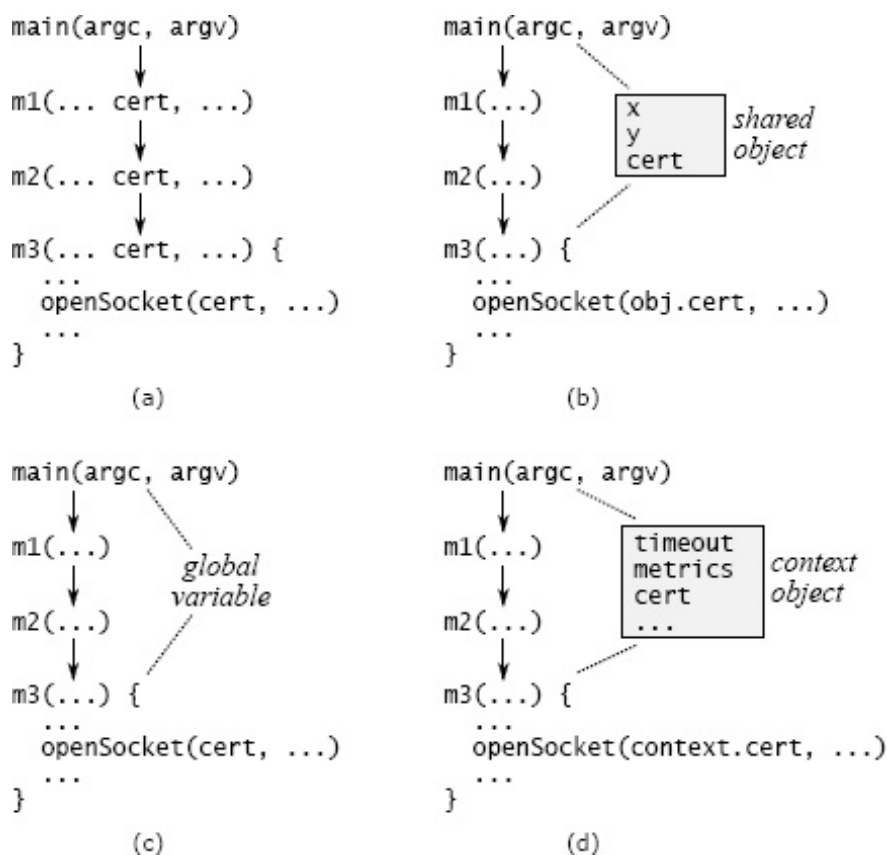 main(argc, argv)
m1(... cert, ...)
m2(... cert, ...)
m3(... cert, ...) {
...
openSocket(cert, ...)
...
}
(a)
main(argc, argv)
m1(...)
m2(...)
m3(...) {
...
openSocket(obj.cert, ...)
...
}
x
y
cert
shared
object
(b)
main(argc, argv)
m1(...)
m2(...)
m3(...) {
...
openSocket(cert, ...)
...
}
global
variable
(c)
main(argc, argv)
m1(...)
m2(...)
m3(...) {
...
openSocket(context.cert, ...)
...
}
timeout
metrics
cert
...
context
object
(d)